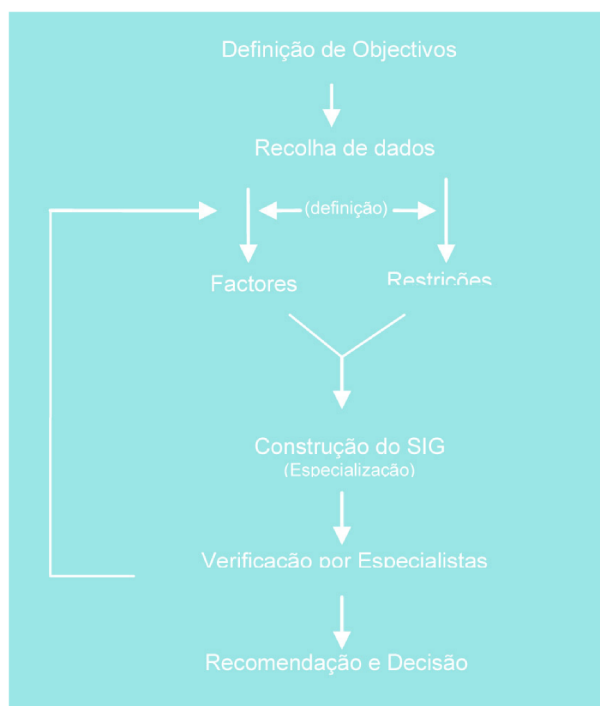 Definição de Objectivos
Recolha de dados
(definição)
Factores
Restrições
Construção do SIG
(Especialização)
Verificação por Especialistas
Recomendação e Decisão